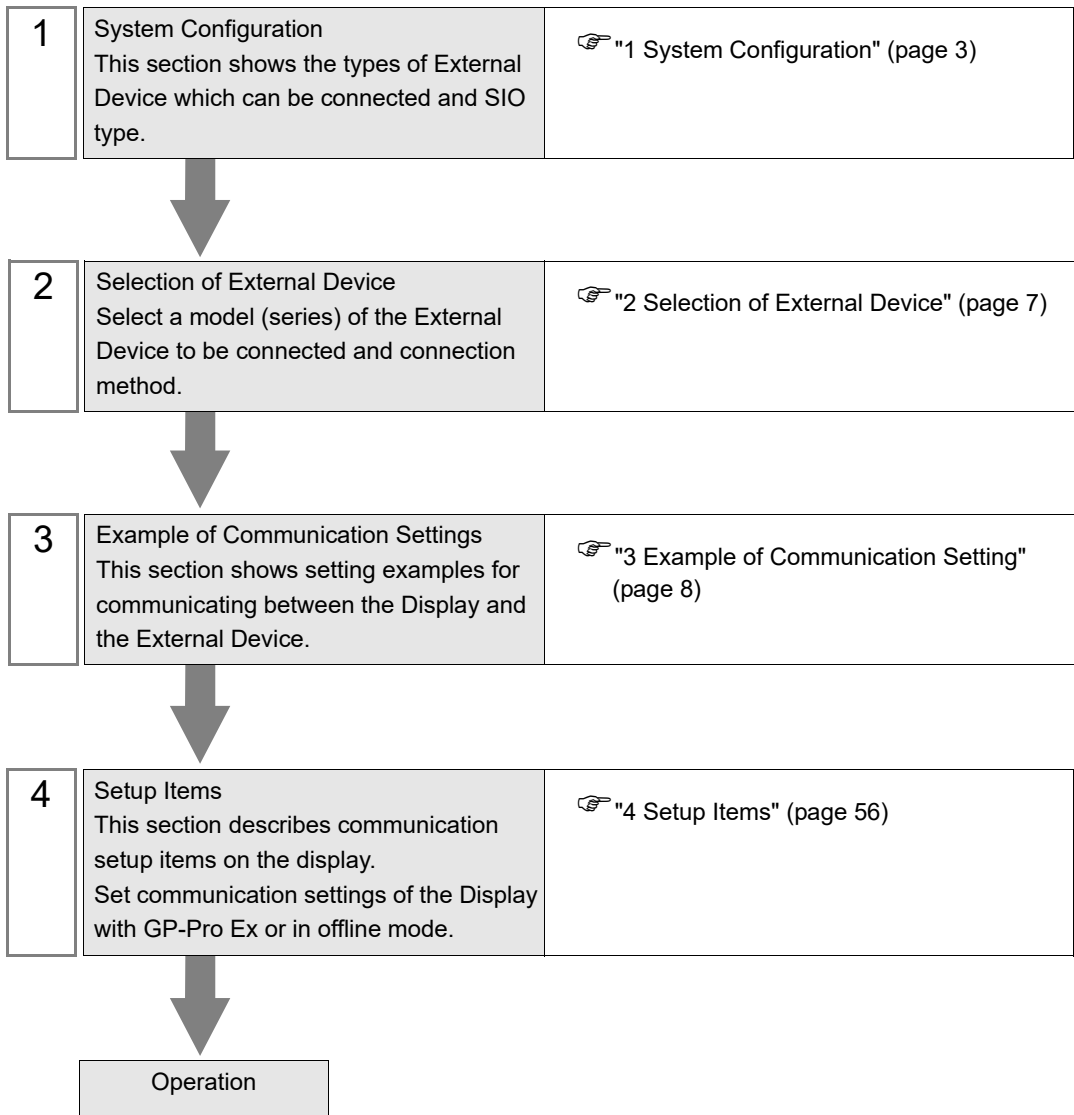 1
System Configuration
This section shows the types of External
Device which can be connected and SIO
type.
"1 System Configuration" (page 3)
2
Selection of External Device
Select a model (series) of the External
Device to be connected and connection
method.
"2 Selection of External Device" (page 7)
3
Example of Communication Settings
This section shows setting examples for
communicating between the Display and
the External Device.
"3 Example of Communication Setting"
(page 8)
4
Setup Items
This section describes communication
setup items on the display.
Set communication settings of the Display
with GP-Pro Ex or in offline mode.
"4 Setup Items" (page 56)
Operation